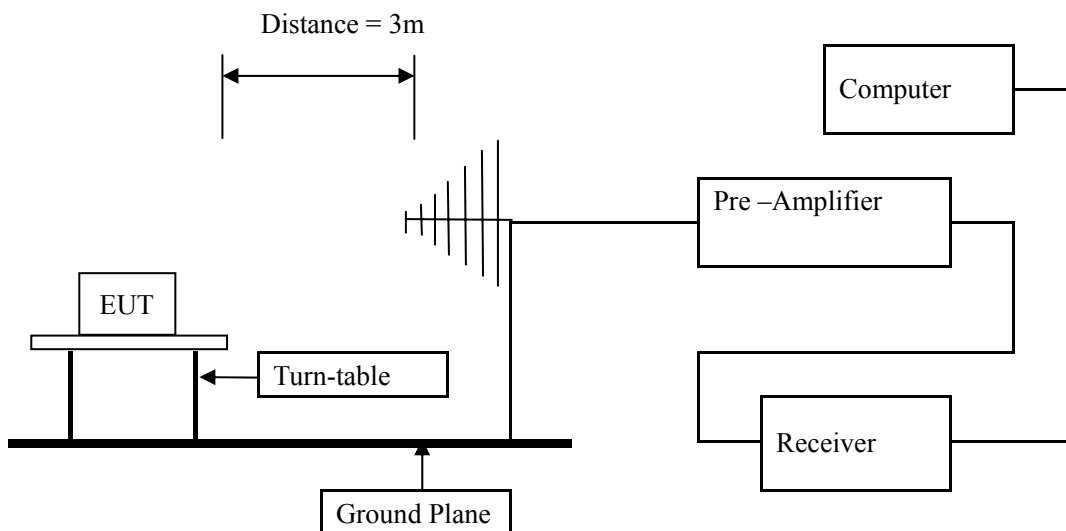 Distance = 3m
Computer
Pre –Amplifier
EUT
Turn-table
Receiver
Ground Plane